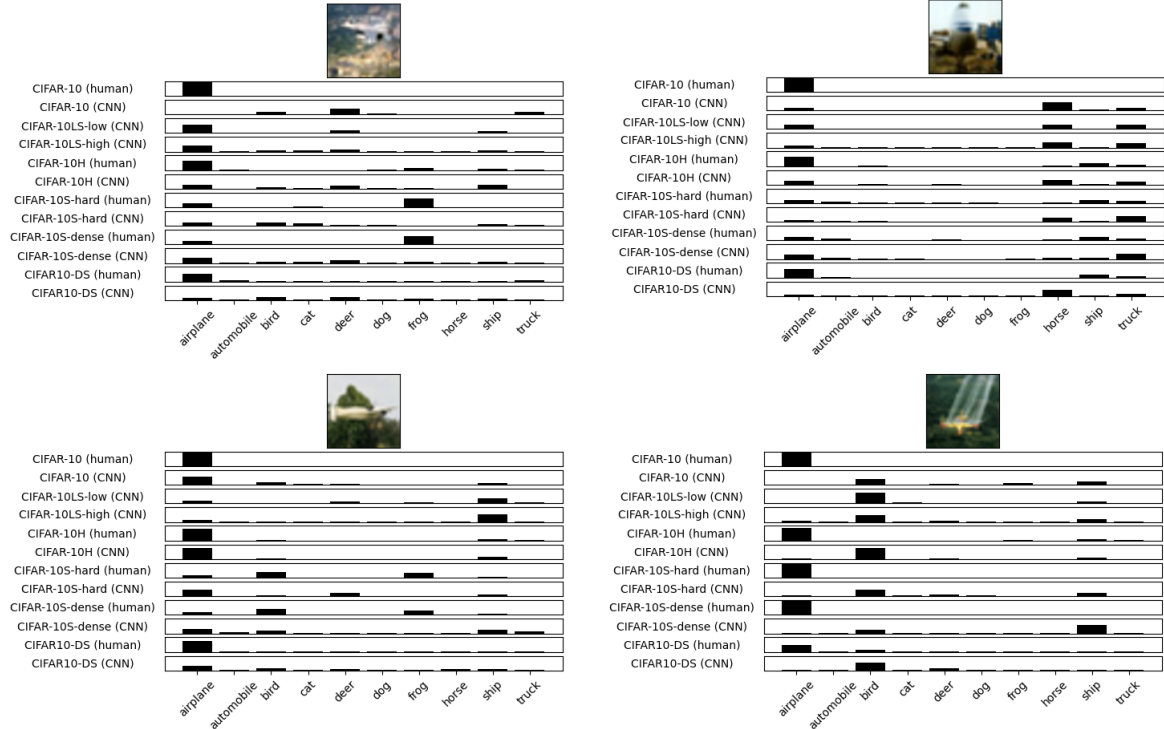 CIFAR-10 (human)
CIFAR-10 (CNN)
CIFAR-10LS-low (CNN)
CIFAR-10LS-high (CNN)
CIFAR-10H (human)
CIFAR-10H (CNN)
CIFAR-10S-hard (human)
CIFAR-10S-hard (CNN)
CIFAR-10S-dense (human)
CIFAR-10S-dense (CNN)
CIFAR10-DS (human)
CIFAR10-DS (CNN)
airplane
automobile
bird
cat
deer
dog
frog
horse
ship
truck
CIFAR-10 (human)
CIFAR-10 (CNN)
CIFAR-10LS-low (CNN)
CIFAR-10LS-high (CNN)
CIFAR-10H (human)
CIFAR-10H (CNN)
CIFAR-10S-hard (human)
CIFAR-10S-hard (CNN)
CIFAR-10S-dense (human)
CIFAR-10S-dense (CNN)
CIFAR10-DS (human)
CIFAR10-DS (CNN)
airplane
automobile
bird
cat
deer
dog
frog
horse
ship
truck
CIFAR-10 (human)
CIFAR-10 (CNN)
CIFAR-10LS-low (CNN)
CIFAR-10LS-high (CNN)
CIFAR-10H (human)
CIFAR-10H (CNN)
CIFAR-10S-hard (human)
CIFAR-10S-hard (CNN)
CIFAR-10S-dense (human)
CIFAR-10S-dense (CNN)
CIFAR10-DS (human)
CIFAR10-DS (CNN)
airplane
automobile
bird
cat
deer
dog
frog
horse
ship
truck
CIFAR-10 (human)
CIFAR-10 (CNN)
CIFAR-10LS-low (CNN)
CIFAR-10LS-high (CNN)
CIFAR-10H (human)
CIFAR-10H (CNN)
CIFAR-10S-hard (human)
CIFAR-10S-hard (CNN)
CIFAR-10S-dense (human)
CIFAR-10S-dense (CNN)
CIFAR10-DS (human)
CIFAR10-DS (CNN)
airplane
automobile
bird
cat
deer
dog
frog
horse
ship
truck